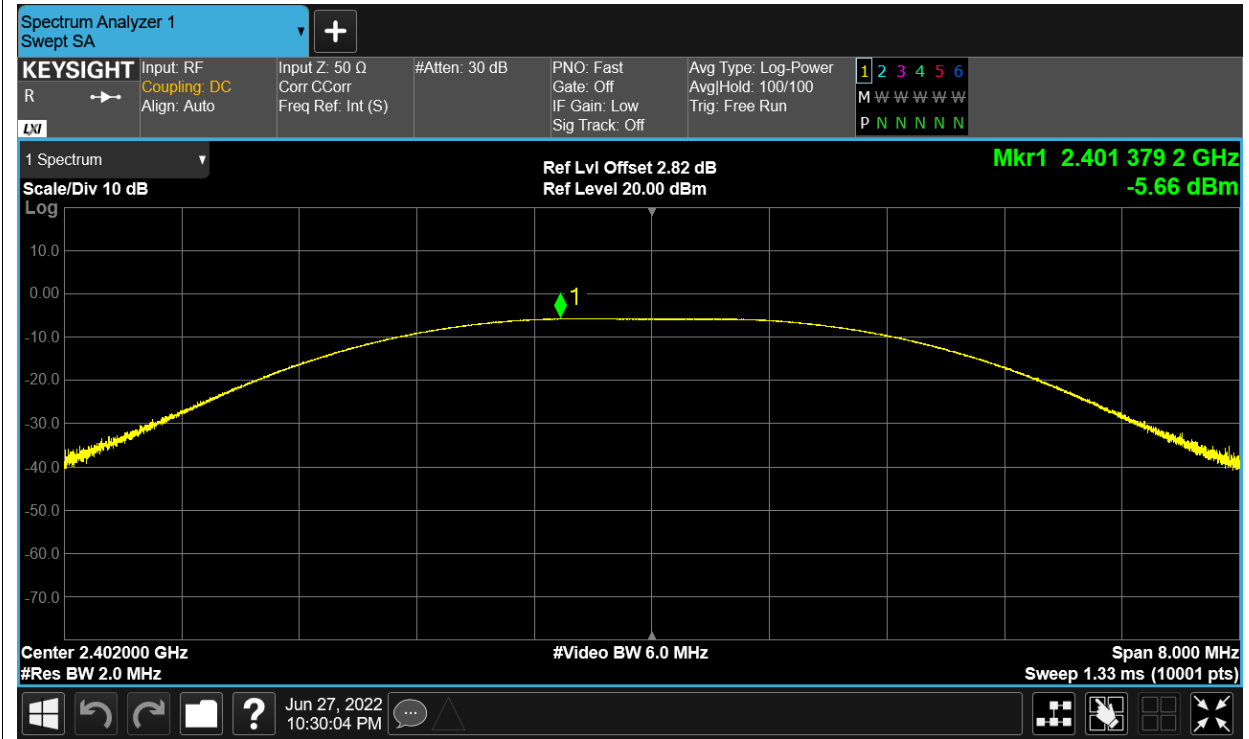 Spectrum Analyzer 1
Swept SA
KEYSIGHT
R
LXI
Input: RF
Coupling: DC
Align: Auto
Input Z: 50 Ω
Corr CCorr
Freq Ref: Int (S)
#Atten: 30 dB
PNO: Fast
Gate: Off
IF Gain: Low
Sig Track: Off
Avg Type: Log-Power
Avg|Hold: 100/100
Trig: Free Run
1 2 3 4 5 6
M W W W W W
P N N N N N
1 Spectrum
Scale/Div 10 dB
Log
Ref Lvl Offset 2.82 dB
Ref Level 20.00 dBm
Mkr1 2.401 379 2 GHz
-5.66 dBm
10.0
0.00
1
-10.0
-20.0
-30.0
-40.0
-50.0
-60.0
-70.0
Center 2.402000 GHz
#Video BW 6.0 MHz
Span 8.000 MHz
#Res BW 2.0 MHz
Sweep 1.33 ms (10001 pts)
?
Jun 27, 2022
10:30:04 PM